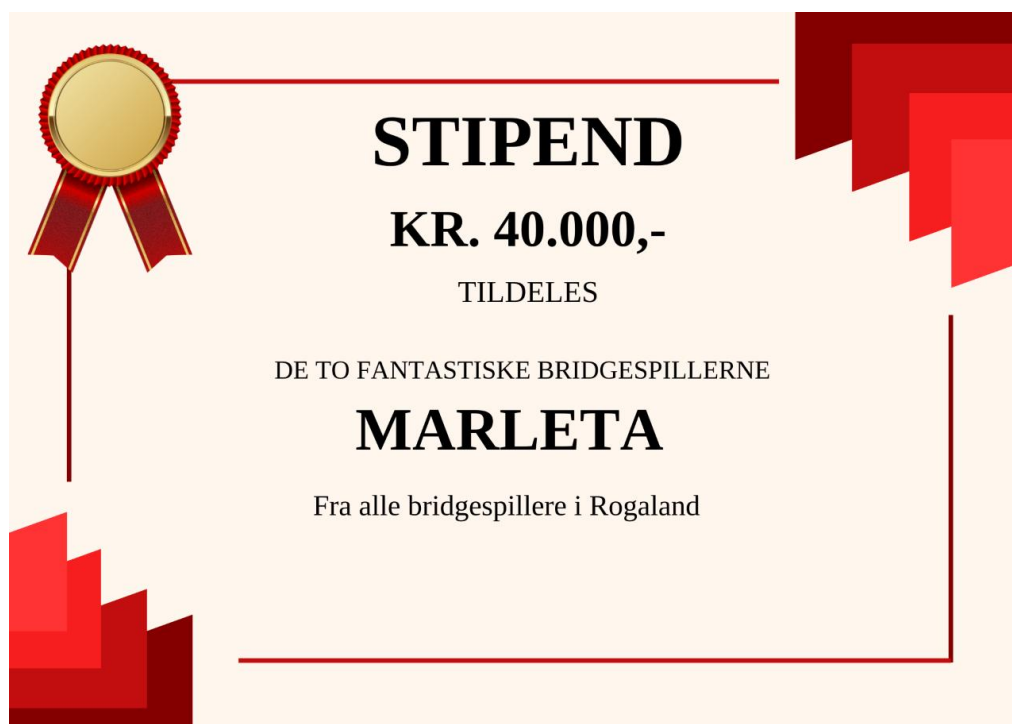 STIPEND
KR. 40.000,-
TILDELES
DE TO FANTASTISKE BRIDGESPILLERNE
MARLETA
Fra alle bridgespillere i Rogaland